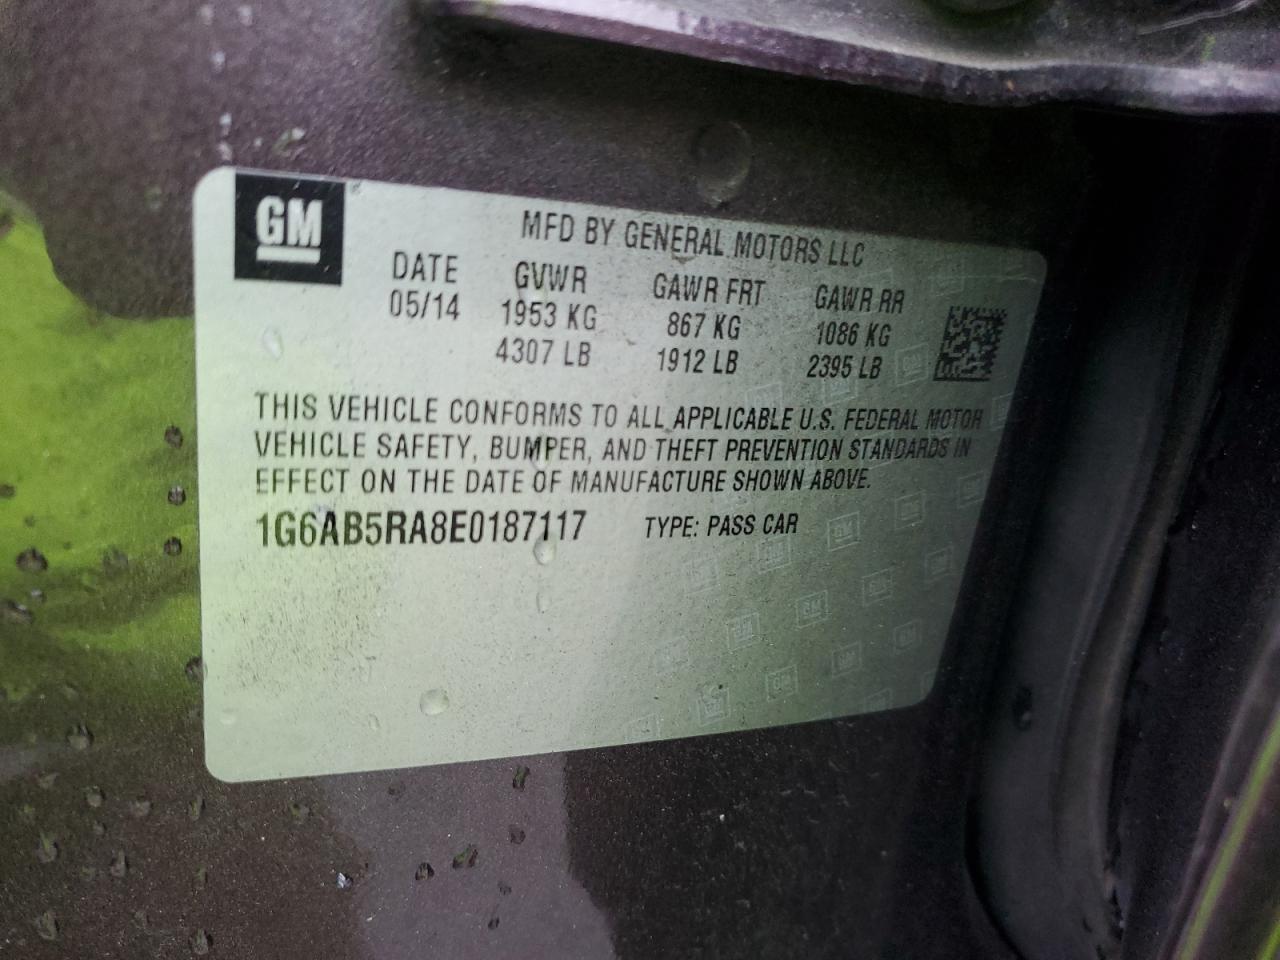 GM
MFD BY GENERAL MOTORS LLC
DATE GVWR GAWR FRT GAWR RR
05/14 1953 KG 867 KG 1086 KG
4307 LB 1912 LB 2395 LB
THIS VEHICLE CONFORMS TO ALL APPLICABLE U.S. FEDERAL MOTOR
VEHICLE SAFETY, BUMPER, AND THEFT PREVENTION STANDARDS IN
EFFECT ON THE DATE OF MANUFACTURE SHOWN ABOVE.
1G6AB5RA8E0187117 TYPE: PASS CAR